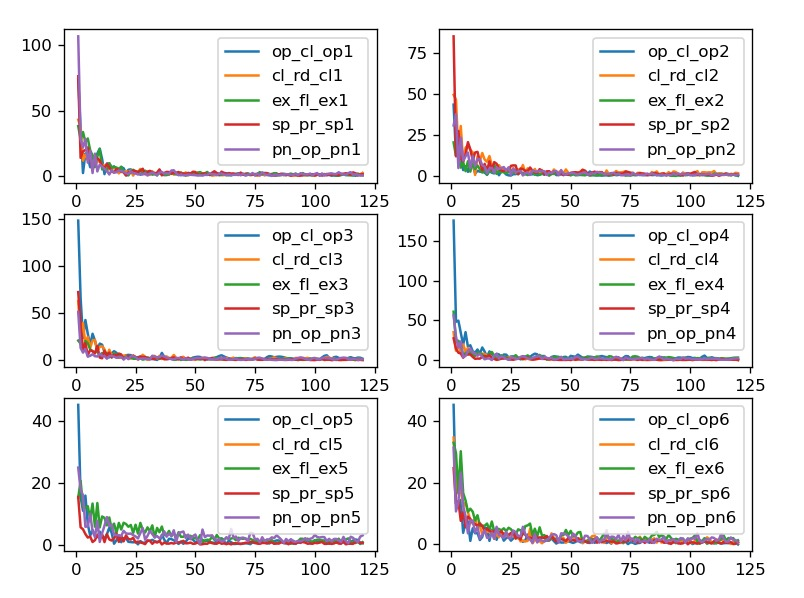 100
50
0
0 25 50 75 100 125
op_cl_op1
cl_rd_cl1
ex_fl_ex1
sp_pr_sp1
pn_op_pn1
75
50
25
0
0 25 50 75 100 125
op_cl_op2
cl_rd_cl2
ex_fl_ex2
sp_pr_sp2
pn_op_pn2
150
100
50
0
0 25 50 75 100 125
op_cl_op3
cl_rd_cl3
ex_fl_ex3
sp_pr_sp3
pn_op_pn3
150
100
50
0
0 25 50 75 100 125
op_cl_op4
cl_rd_cl4
ex_fl_ex4
sp_pr_sp4
pn_op_pn4
40
20
0
0 25 50 75 100 125
op_cl_op5
cl_rd_cl5
ex_fl_ex5
sp_pr_sp5
pn_op_pn5
40
20
0
0 25 50 75 100 125
op_cl_op6
cl_rd_cl6
ex_fl_ex6
sp_pr_sp6
pn_op_pn6